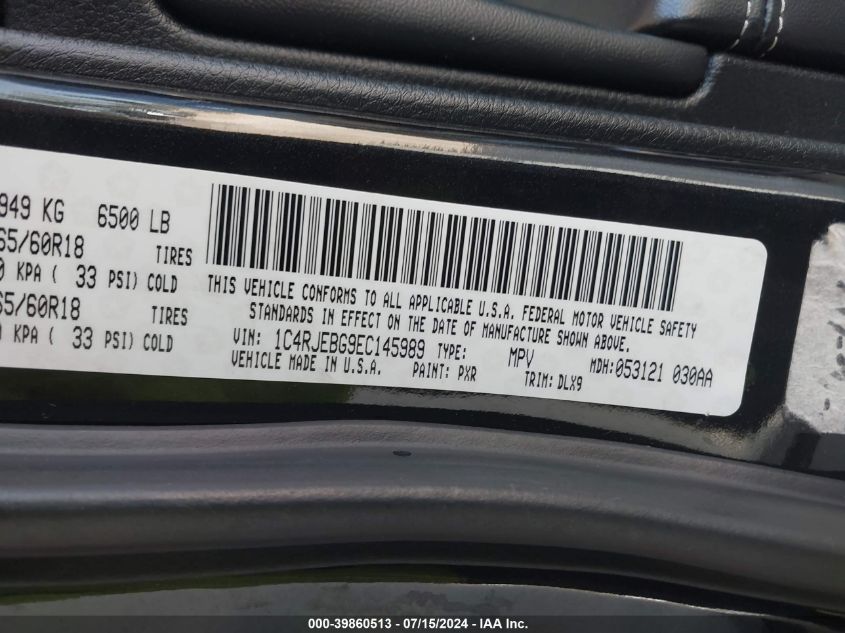 949 KG 6500 LB
65/60R18 TIRES
0 KPA ( 33 PSI) COLD
65/60R18 TIRES
0 KPA ( 33 PSI) COLD
THIS VEHICLE CONFORMS TO ALL APPLICABLE U.S.A. FEDERAL MOTOR VEHICLE SAFETY
STANDARDS IN EFFECT ON THE DATE OF MANUFACTURE SHOWN ABOVE.
VIN: 1C4RJEBG9EC145989 TYPE: MPV MDH:053121 030AA
VEHICLE MADE IN U.S.A. PAINT: PXR TRIM: DLX9
000-39860513 - 07/15/2024 - IAA, Inc.